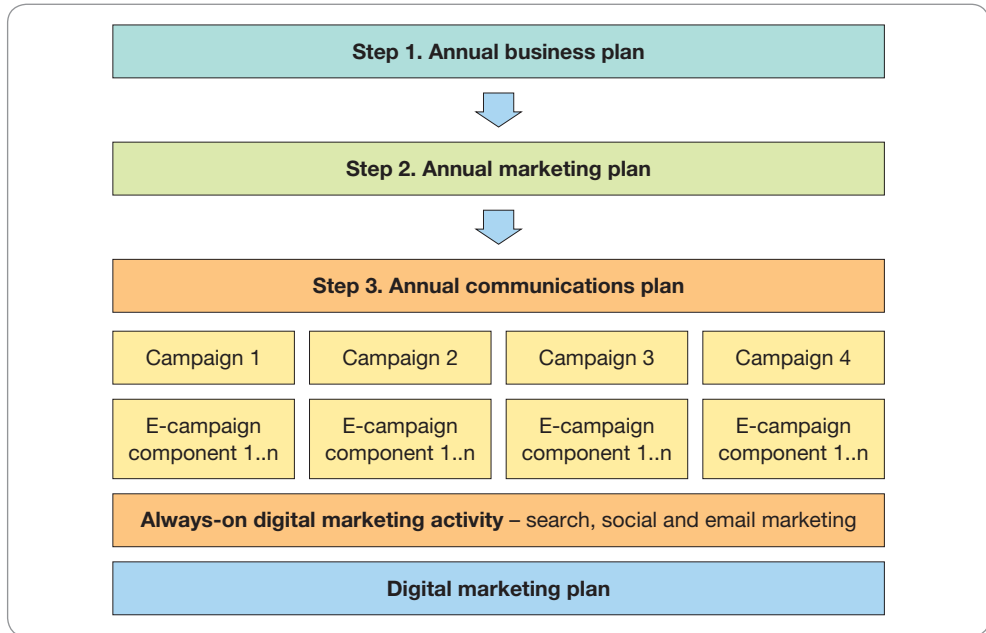 Step 1. Annual business plan
Step 2. Annual marketing plan
Step 3. Annual communications plan
Campaign 1
Campaign 2
Campaign 3
Campaign 4
E-campaign
component 1..n
E-campaign
component 1..n
E-campaign
component 1..n
E-campaign
component 1..n
Always-on digital marketing activity – search, social and email marketing
Digital marketing plan